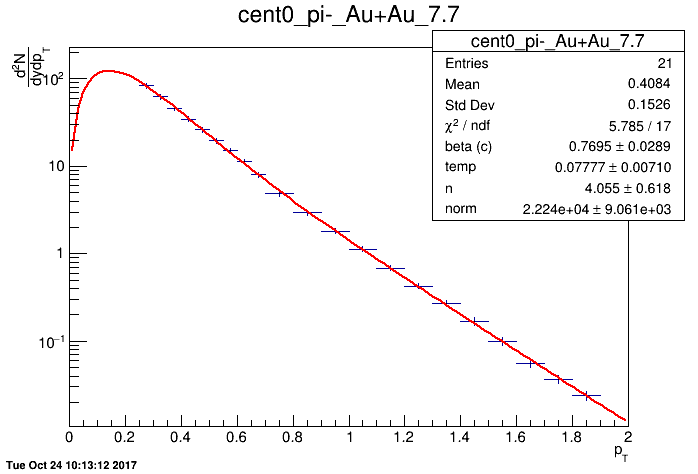 cent0_pi-_Au+Au_7.7
cent0_pi-_Au+Au_7.7
Entries 21
Mean 0.4084
Std Dev 0.1526
χ² / ndf 5.785 / 17
beta (c) 0.7695 ± 0.0289
temp 0.07777 ± 0.00710
n 4.055 ± 0.618
norm 2.224e+04 ± 9.061e+03
d²N
dydp_T
10²
10
1
10⁻¹
0 0.2 0.4 0.6 0.8 1 1.2 1.4 1.6 1.8 2
p_T
Tue Oct 24 10:13:12 2017